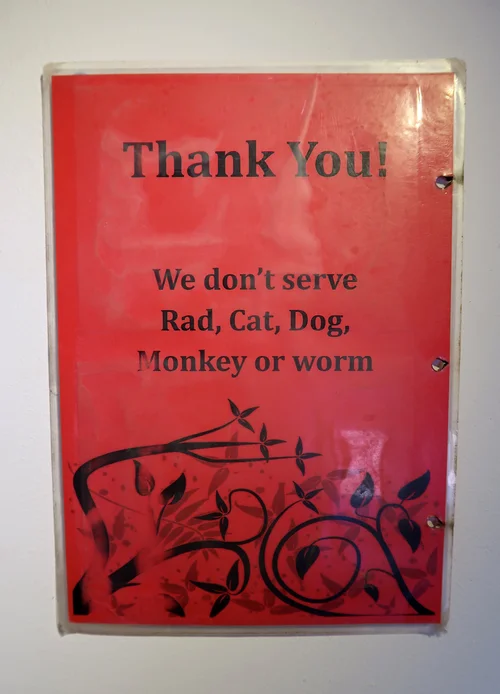 Thank You!
We don't serve
Rad, Cat, Dog,
Monkey or worm